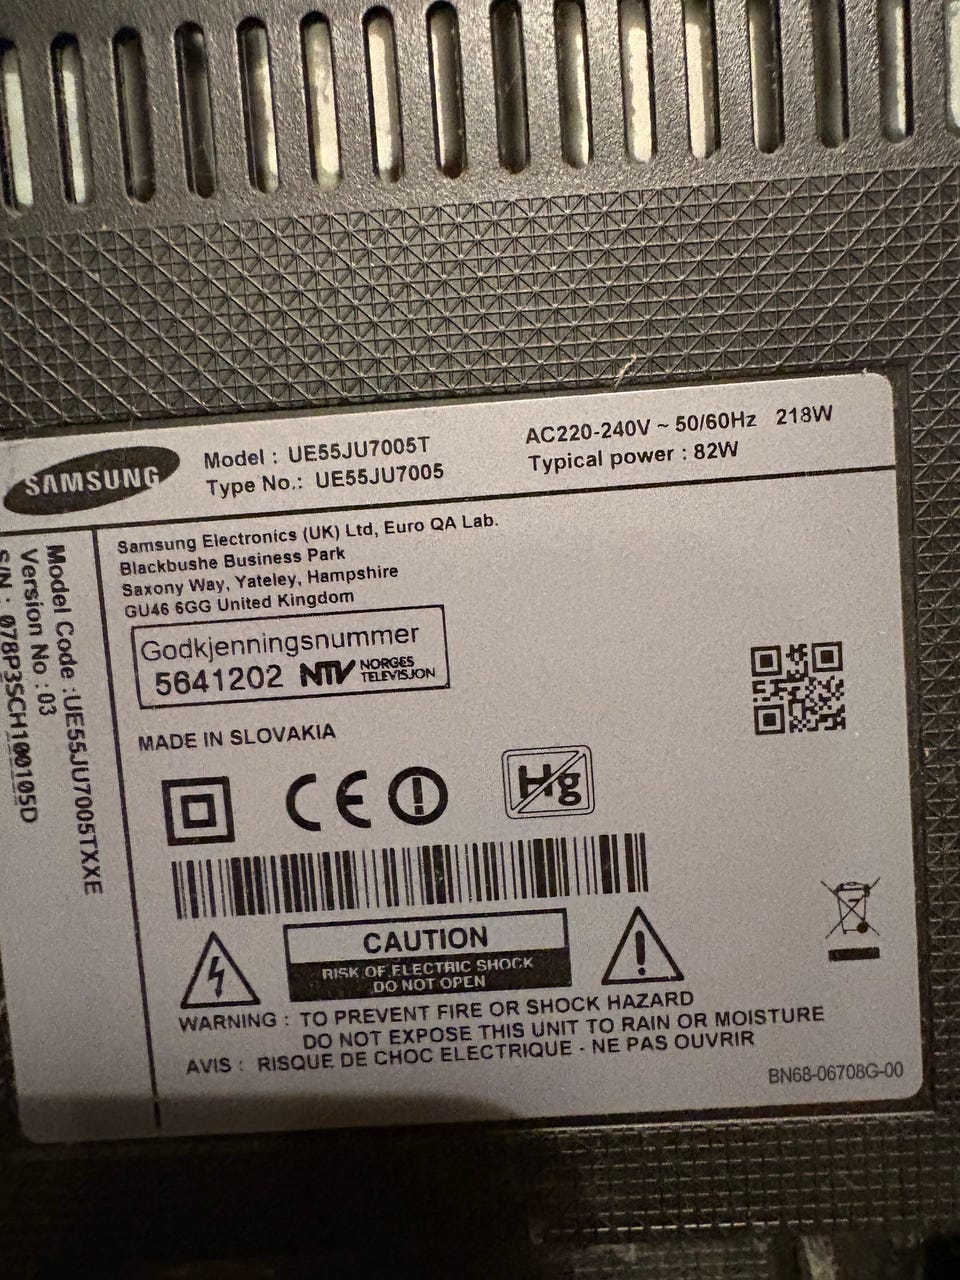 SAMSUNG
Model : UE55JU7005T
Type No.: UE55JU7005
AC220-240V ~ 50/60Hz 218W
Typical power : 82W
Samsung Electronics (UK) Ltd, Euro QA Lab.
Blackbushe Business Park
Saxony Way, Yateley, Hampshire
GU46 6GG United Kingdom
Godkjenningsnummer
5641202 NTV NORGES
TELEVISJON
MADE IN SLOVAKIA
CE
Hg
CAUTION
RISK OF ELECTRIC SHOCK
DO NOT OPEN
WARNING : TO PREVENT FIRE OR SHOCK HAZARD
DO NOT EXPOSE THIS UNIT TO RAIN OR MOISTURE
AVIS : RISQUE DE CHOC ELECTRIQUE - NE PAS OUVRIR
BN68-06708G-00
Model Code :UE55JU7005TXXE
Version No :03
S/N : 078P3SCH100105D